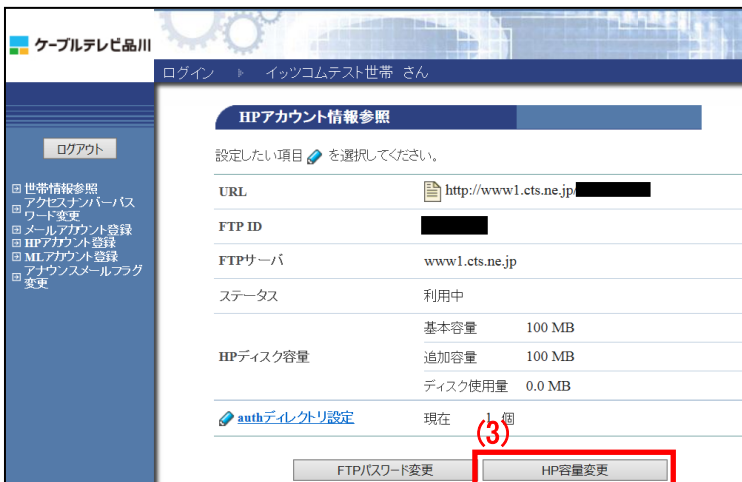 ケーブルテレビ品川
ログイン ▶ イッツコムテスト世帯 さん
ログアウト
世帯情報参照
アクセスナンバーパス
ワード変更
メールアカウント登録
HPアカウント登録
MLアカウント登録
アナウンスメールフラグ
変更
HPアカウント情報参照
設定したい項目 を選択してください。
URL http://www1.cts.ne.jp/
FTP ID
FTPサーバ www1.cts.ne.jp
ステータス 利用中
HPディスク容量
基本容量 100 MB
追加容量 100 MB
ディスク使用量 0.0 MB
authディレクトリ設定 現在 1 個
(3)
FTPパスワード変更 HP容量変更